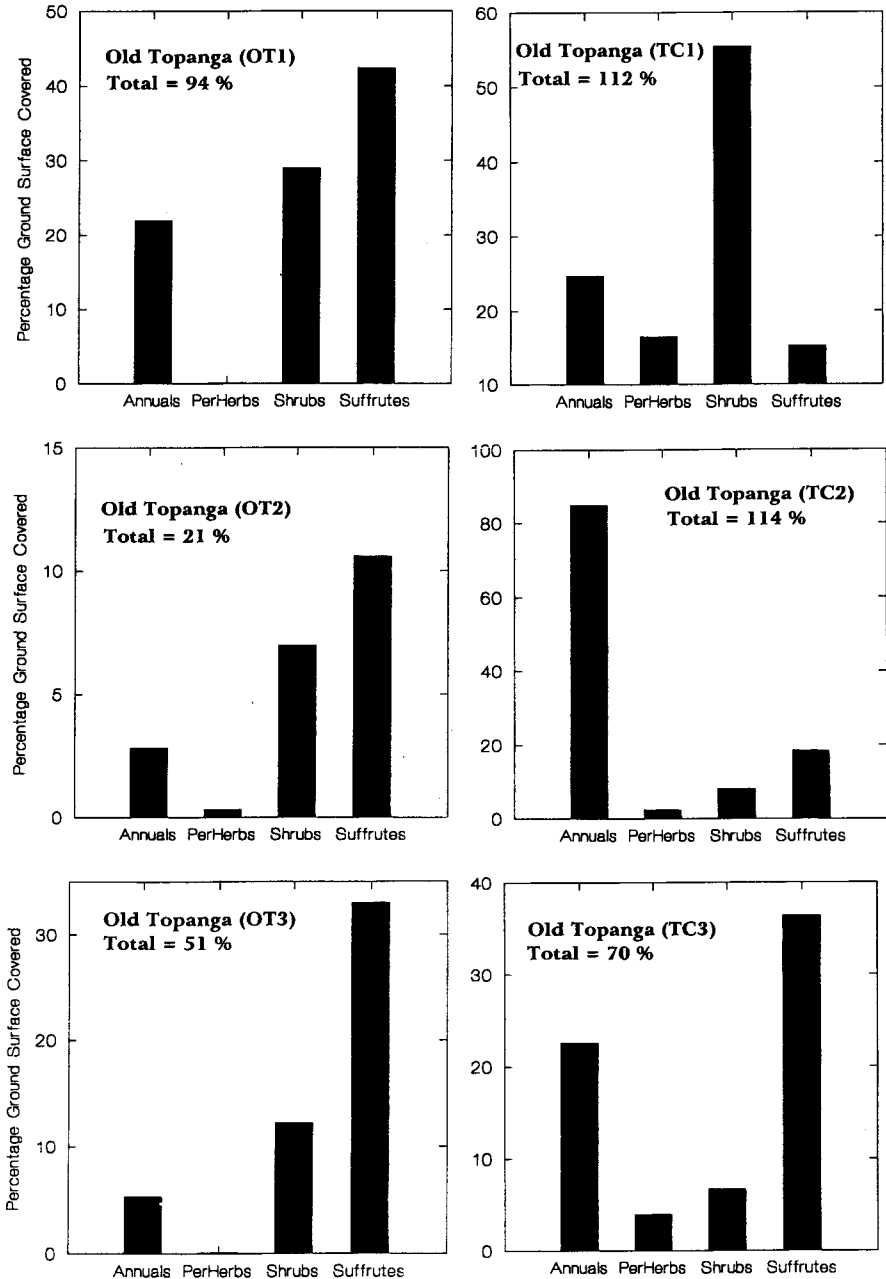 Old Topanga (OT1)
Total = 94 %
Percentage Ground Surface Covered
50
40
30
20
10
0
Annuals PerHerbs Shrubs Suffrutes
Old Topanga (TC1)
Total = 112 %
60
50
40
30
20
10
Annuals PerHerbs Shrubs Suffrutes
Old Topanga (OT2)
Total = 21 %
Percentage Ground Surface Covered
15
10
5
0
Annuals PerHerbs Shrubs Suffrutes
Old Topanga (TC2)
Total = 114 %
100
80
60
40
20
0
Annuals PerHerbs Shrubs Suffrutes
Old Topanga (OT3)
Total = 51 %
Percentage Ground Surface Covered
30
20
10
0
Annuals PerHerbs Shrubs Suffrutes
Old Topanga (TC3)
Total = 70 %
40
30
20
10
0
Annuals PerHerbs Shrubs Suffrutes